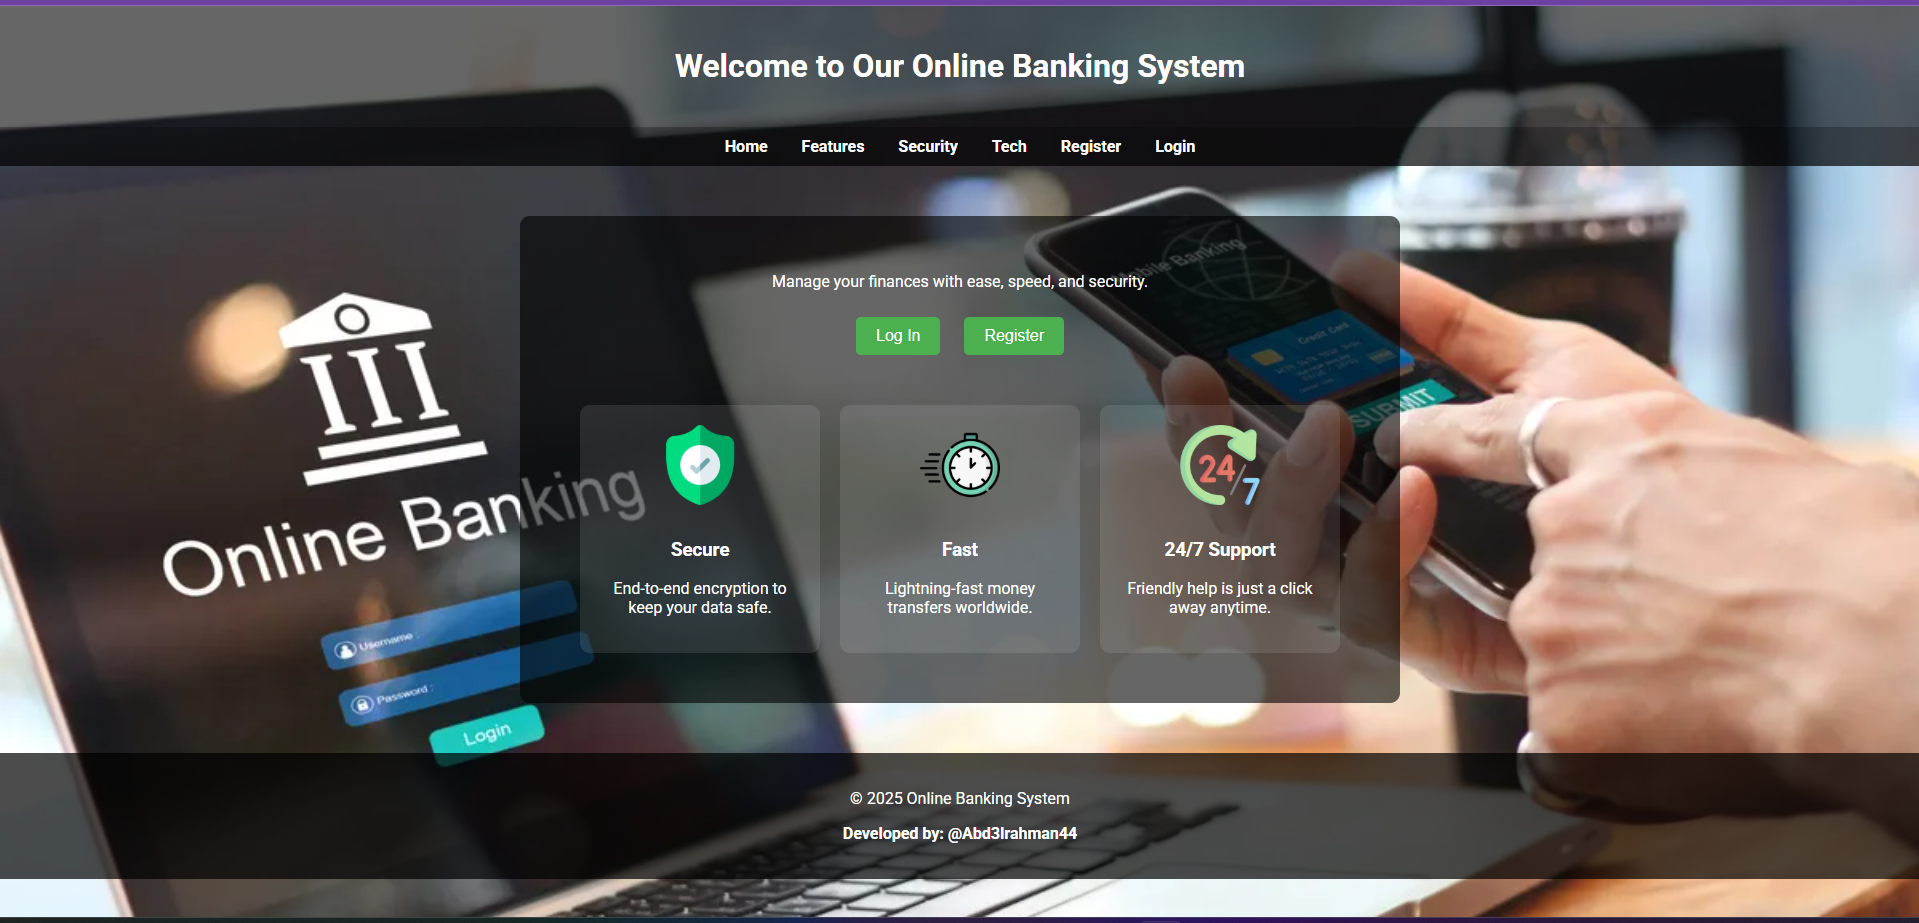 Welcome to Our Online Banking System
Home Features Security Tech Register Login
Mobile Banking
Manage your finances with ease, speed, and security.
Log In Register
Credit Card
SUBMIT
24/7
Online Banking
Secure Fast 24/7 Support
End-to-end encryption to
keep your data safe.
Lightning-fast money
transfers worldwide.
Friendly help is just a click
away anytime.
Username :
Password :
Login
© 2025 Online Banking System
Developed by: @Abd3lrahman44